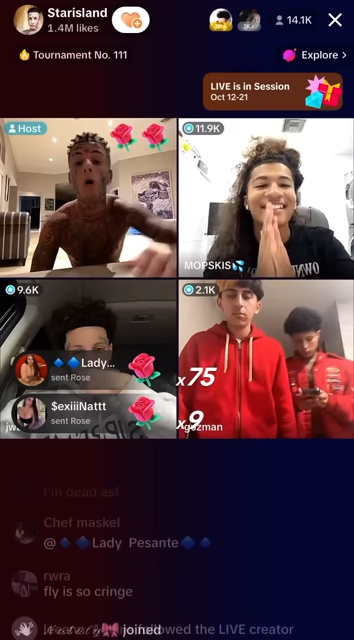 Starisland
1.4M likes
14.1K
Tournament No. 111
Explore >
LIVE is in Session
Oct 12-21
Host
11.9K
MOPSKIS💦
9.6K
2.1K
🔷🔷Lady...
sent Rose
x75
$exiiiNattt
sent Rose
x9
i'm dead asf
Chef maskel
@🔷🔷Lady Pesante🔷🔷
rwra
fly is so cringe
joined
followed the LIVE creator